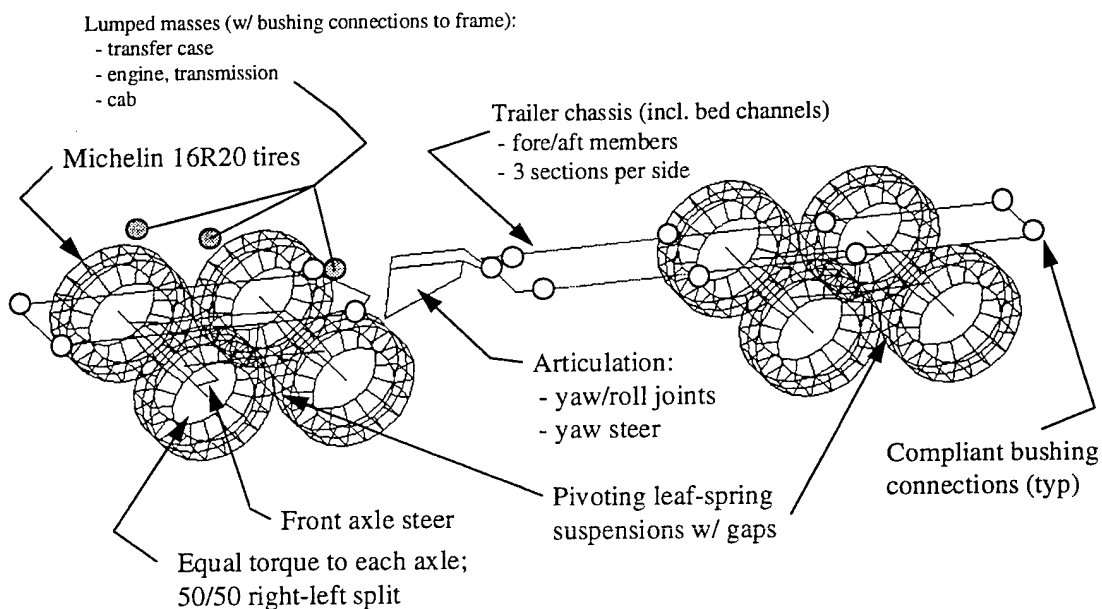 Lumped masses (w/ bushing connections to frame):
- transfer case
- engine, transmission
- cab
Michelin 16R20 tires
Trailer chassis (incl. bed channels)
- fore/aft members
- 3 sections per side
Articulation:
- yaw/roll joints
- yaw steer
Compliant bushing
connections (typ)
Pivoting leaf-spring
suspensions w/ gaps
Front axle steer
Equal torque to each axle;
50/50 right-left split